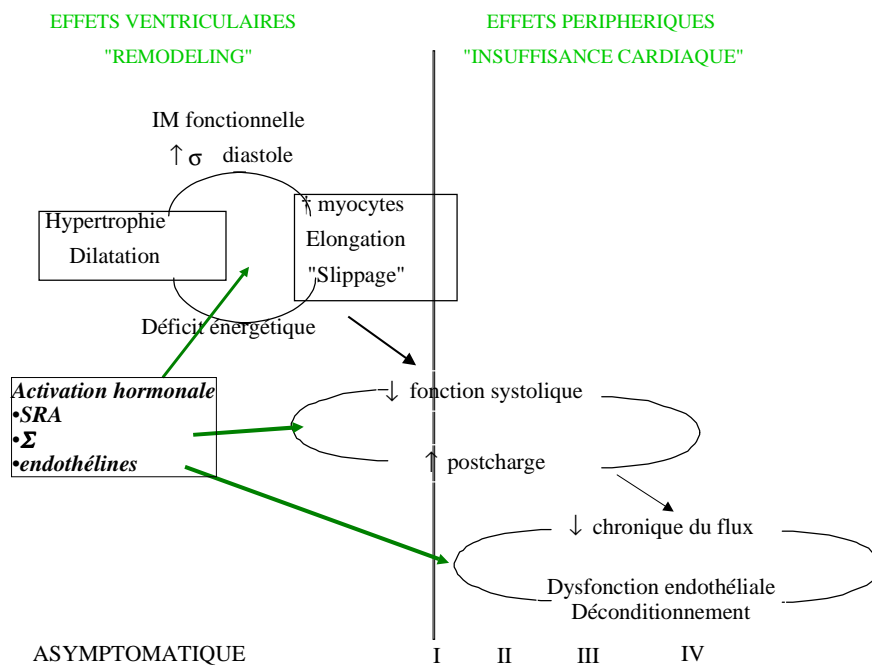 EFFETS VENTRICULAIRES
"REMODELING"
EFFETS PERIPHERIQUES
"INSUFFISANCE CARDIAQUE"
IM fonctionnelle
↑ σ diastole
Hypertrophie
Dilatation
† myocytes
Elongation
"Slippage"
Déficit énergétique
Activation hormonale
•SRA
•Σ
•endothélines
↓ fonction systolique
↑ postcharge
↓ chronique du flux
Dysfonction endothéliale
Déconditionnement
ASYMPTOMATIQUE I II III IV